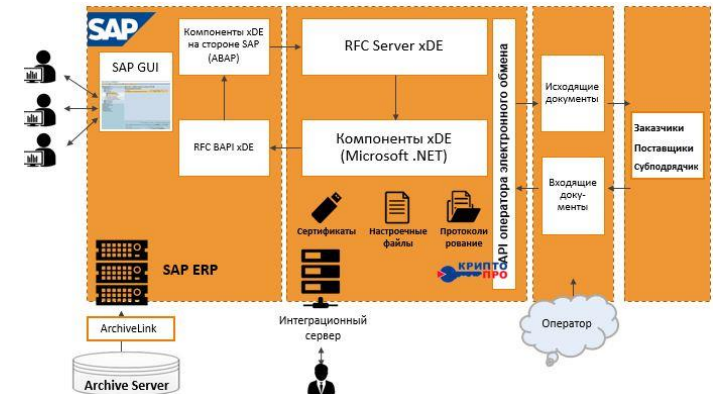 SAP
SAP GUI
Компоненты xDE
на стороне SAP
(ABAP)
RFC BAPI xDE
SAP ERP
ArchiveLink
Archive Server
RFC Server xDE
Компоненты xDE
(Microsoft .NET)
Сертификаты
Настроечные
файлы
Протоколи
рование
КРИПТО
ПРО
Интеграционный
сервер
API оператора электронного обмена
Исходящие
документы
Входящие
доку-
менты
Оператор
Заказчики
Поставщики
Субподрядчик